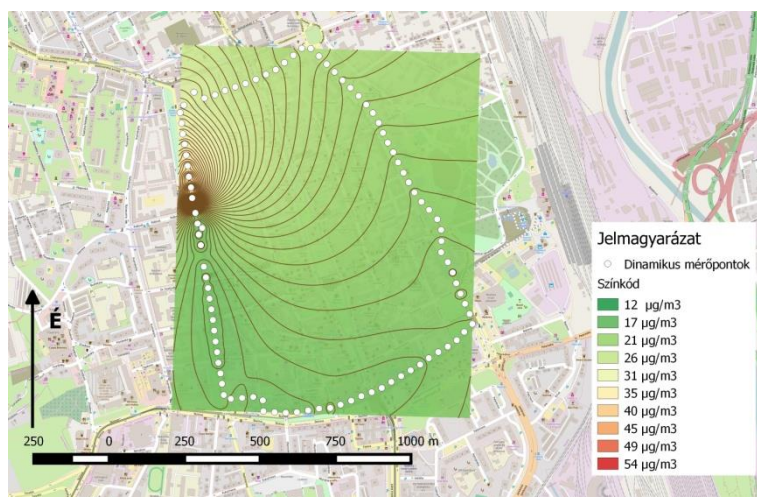 Jelmagyarázat
Dinamikus mérőpontok
Színkód
12 µg/m3
17 µg/m3
21 µg/m3
26 µg/m3
31 µg/m3
35 µg/m3
40 µg/m3
45 µg/m3
49 µg/m3
54 µg/m3
É
250 0 250 500 750 1000 m